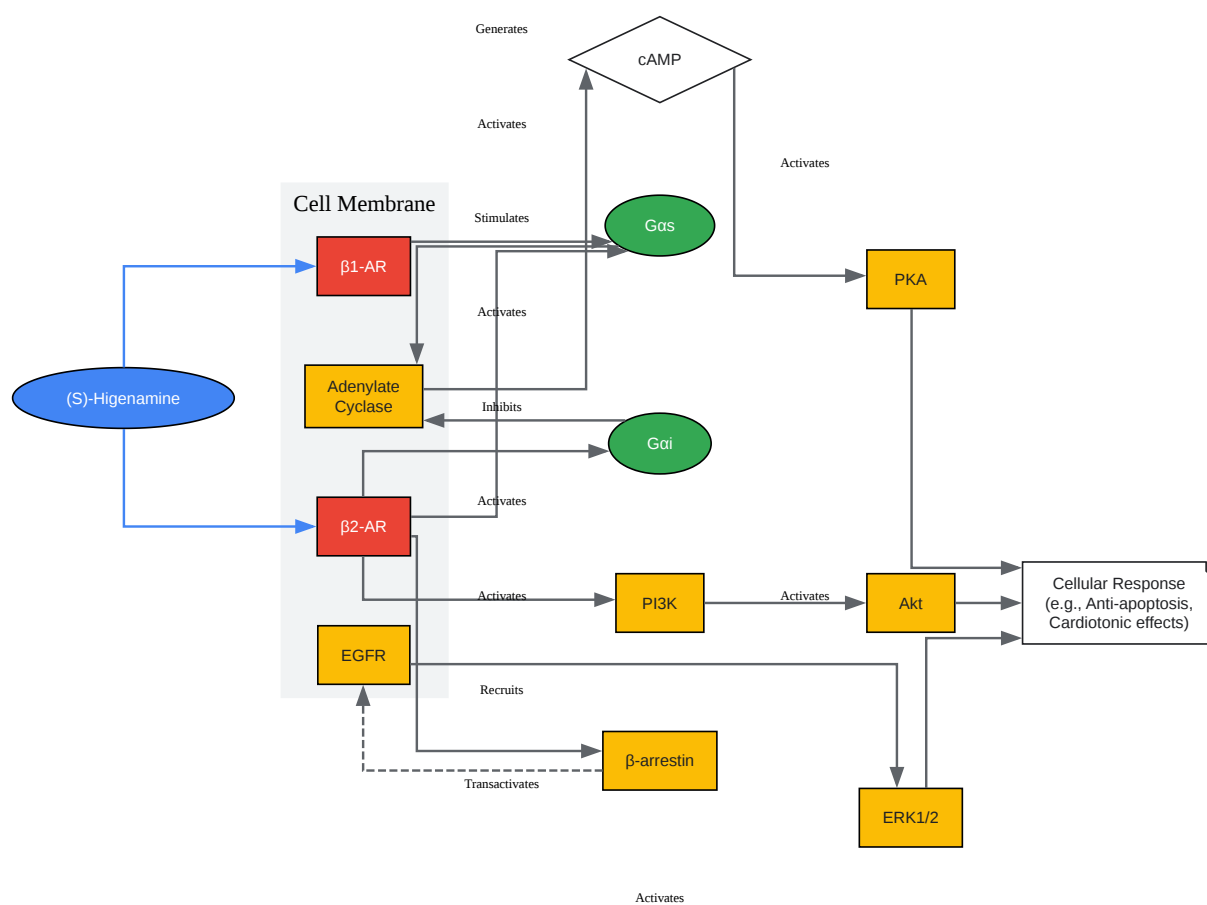 Generates
cAMP
Activates
Activates
Cell Membrane
Stimulates
Gαs
β1-AR
PKA
Activates
Adenylate
Cyclase
(S)-Higenamine
Inhibits
Gαi
Activates
β2-AR
Activates
PI3K
Activates
Akt
Cellular Response
(e.g., Anti-apoptosis,
Cardiotonic effects)
EGFR
Recruits
β-arrestin
Transactivates
ERK1/2
Activates